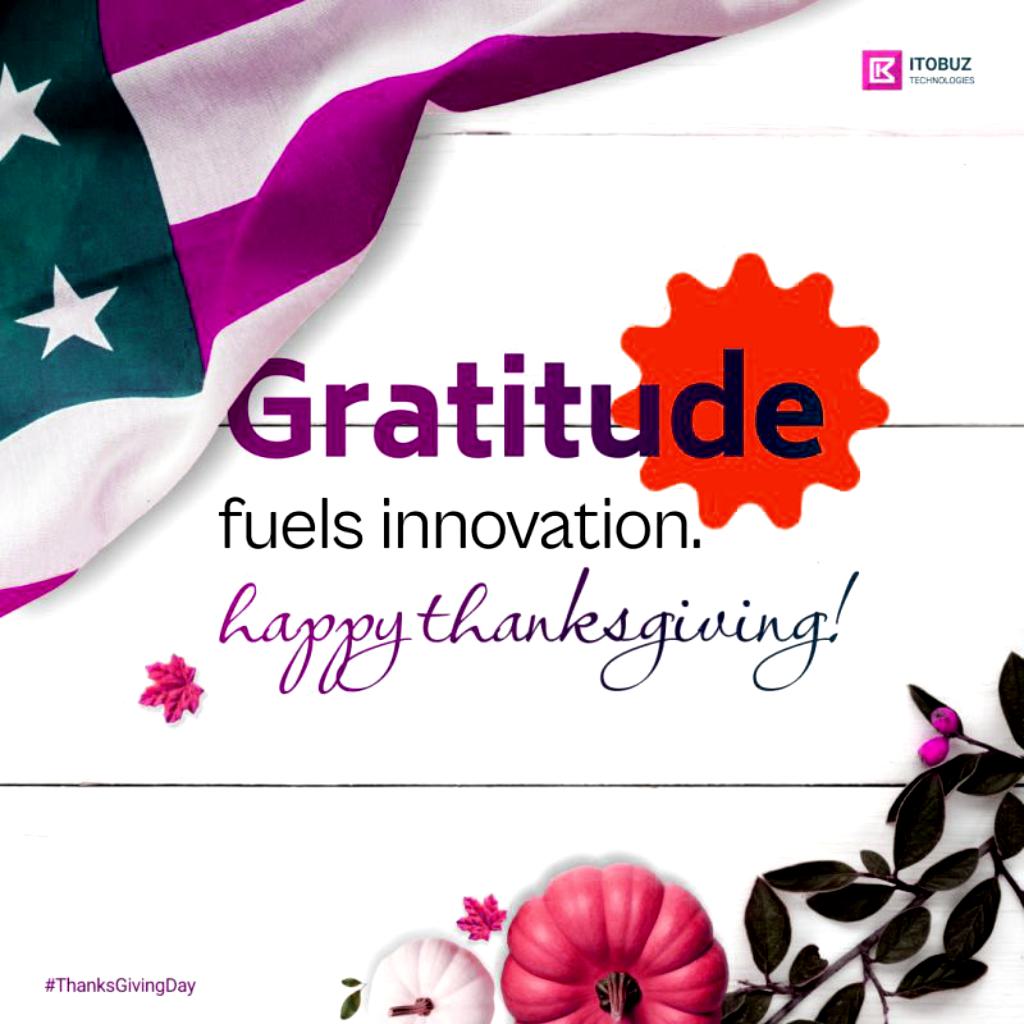 ITOBUZ
TECHNOLOGIES
Gratitude
fuels innovation.
happy thanksgiving!
#ThanksGivingDay